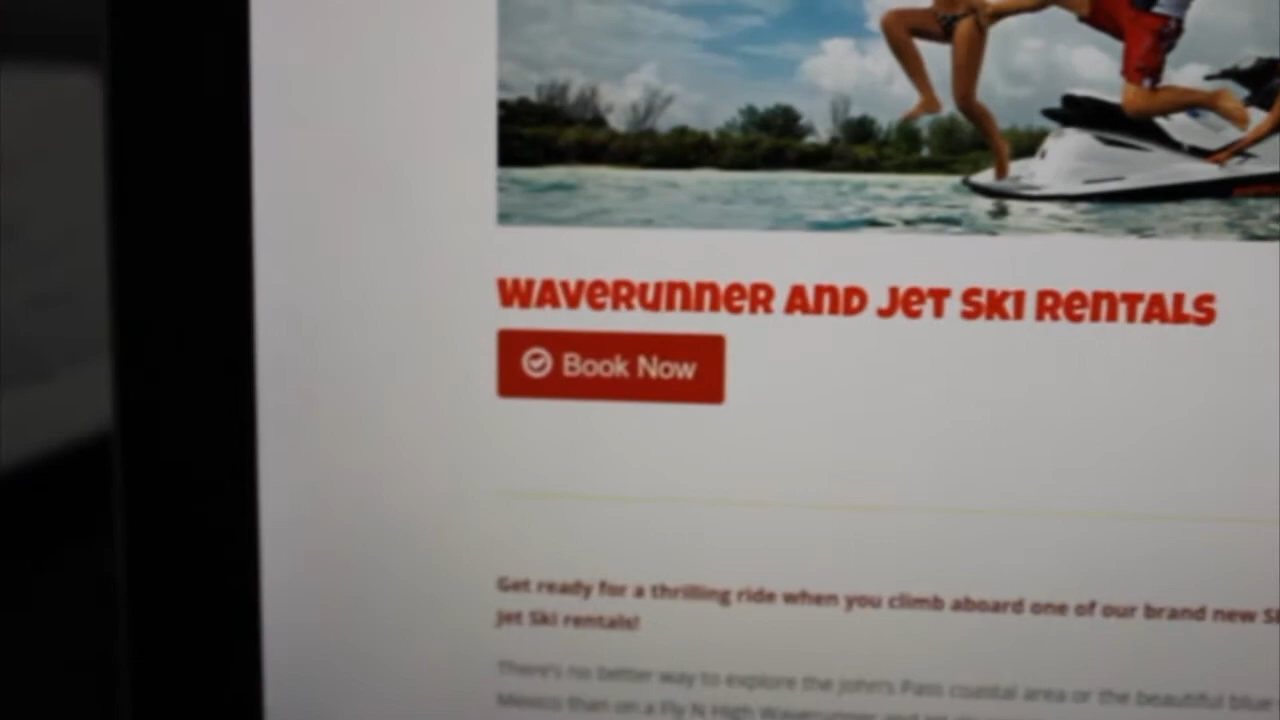 Waverunner and Jet Ski Rentals
Book Now
Get ready for a thrilling ride when you climb aboard one of our brand new
Jet Ski rentals!
There's no better way to explore the John's Pass coastal area or the beautiful blue
Mexico than on a Fly N High Waverunner and